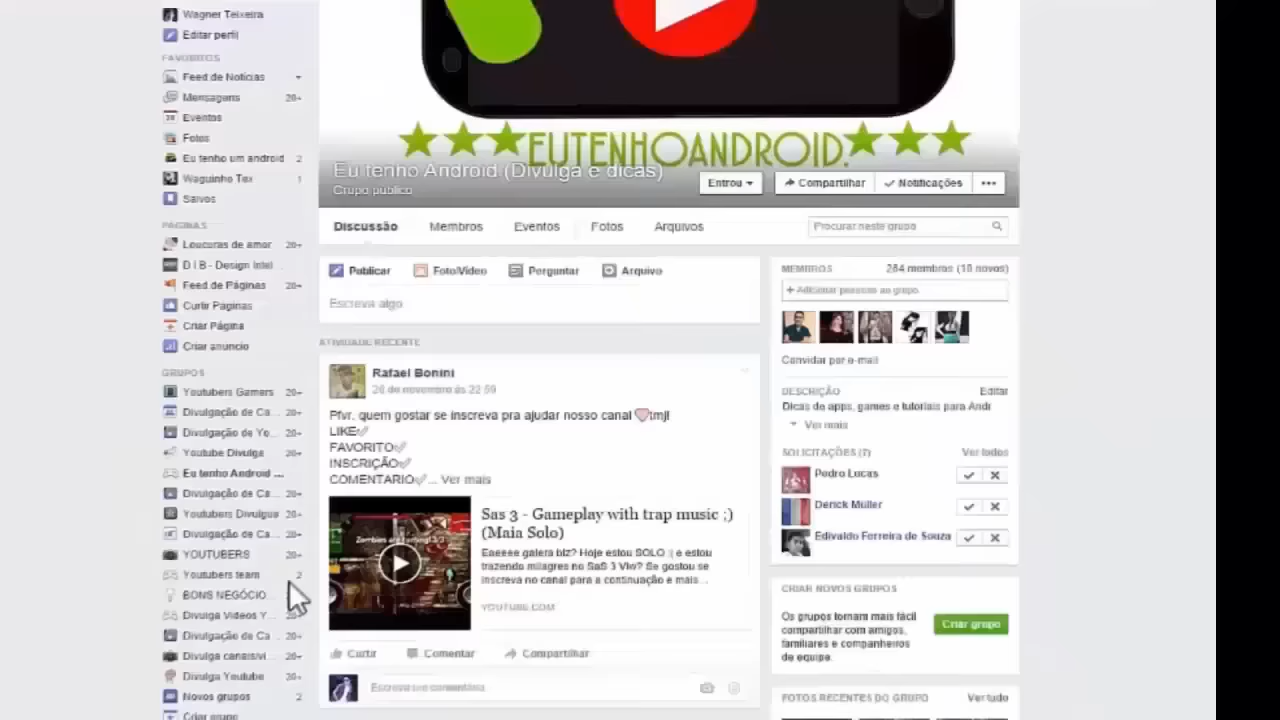 Wagner Teixeira
Editar perfil
FAVORITOS
Feed de Notícias
Mensagens 20+
Eventos
Fotos
Eu tenho um android 2
Waguinho Tex 1
Salvos
PÁGINAS
Loucuras de amor 20+
D I B - Design Intel...
Feed de Páginas 20+
Curtir Páginas
Criar Página
Criar anúncio
GRUPOS
Youtubers Gamers 20+
Divulgação de Ca... 20+
Divulgação de Yo... 20+
Youtube Divulga 20+
Eu tenho Android ...
Divulgação de Ca... 20+
Youtubers Divulgue 20+
Divulgação de Ca... 20+
YOUTUBERS 20+
Youtubers team 2
BONS NEGÓCIO...
Divulga Videos Y... 20+
Divulgação de Ca... 20+
Divulga canais/vi... 20+
Divulga Youtube 20+
Novos grupos 2
Criar grupo
EUTENHOANDROID.
Eu tenho Android (Divulga e dicas)
Grupo público
Entrou
Compartilhar
Notificações
Discussão Membros Eventos Fotos Arquivos
Procurar neste grupo
Publicar Foto/Vídeo Perguntar Arquivo
Escreva algo
ATIVIDADE RECENTE
Rafael Bonini
26 de novembro às 22:59
Pfvr, quem gostar se inscreva pra ajudar nosso canal tmj!
LIKE
FAVORITO
INSCRIÇÃO
COMENTARIO... Ver mais
Sas 3 - Gameplay with trap music ;)
(Maia Solo)
Eaeeee galera blz? Hoje estou SOLO :| e estou
trazendo milagres no SaS 3 Vlw? Se gostou se
inscreva no canal para a continuação e mais...
YOUTUBE.COM
Curtir Comentar Compartilhar
Escreva um comentário
MEMBROS 284 membros (18 novos)
+ Adicionar pessoas ao grupo
Convidar por e-mail
DESCRIÇÃO Editar
Dicas de apps, games e tutoriais para Andr
Ver mais
SOLICITAÇÕES (7) Ver todos
Pedro Lucas
Derick Müller
Edivaldo Ferreira de Souza
CRIAR NOVOS GRUPOS
Os grupos tornam mais fácil
compartilhar com amigos,
familiares e companheiros
de equipe.
Criar grupo
FOTOS RECENTES DO GRUPO Ver tudo